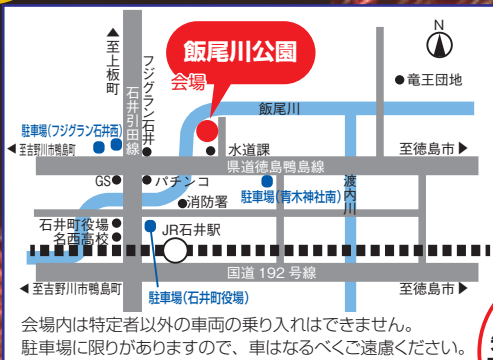 飯尾川公園
会場
N
▲至上板町
石井引田線
フジグラン石井
●竜王団地
飯尾川
駐車場(フジグラン石井西)
◀至吉野川市鴨島町
●水道課
至徳島市▶
県道徳島鴨島線
GS●
●パチンコ
●消防署
駐車場(青木神社南)
渡内川
石井町役場●
名西高校●
JR石井駅
国道192号線
◀至吉野川市鴨島町
駐車場(石井町役場)
至徳島市▶
会場内は特定者以外の車両の乗り入れはできません。
駐車場に限りがありますので、車はなるべくご遠慮ください。